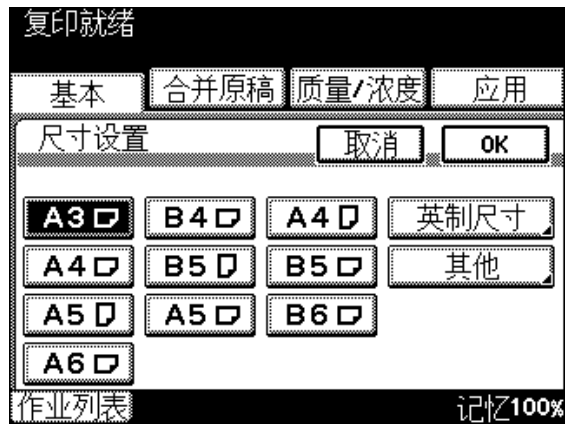 复印就绪
基本 合并原稿 质量/浓度 应用
尺寸设置 取消 OK
A3 B4 A4 英制尺寸
A4 B5 B5 其他
A5 A5 B6
A6
作业列表 记忆100%